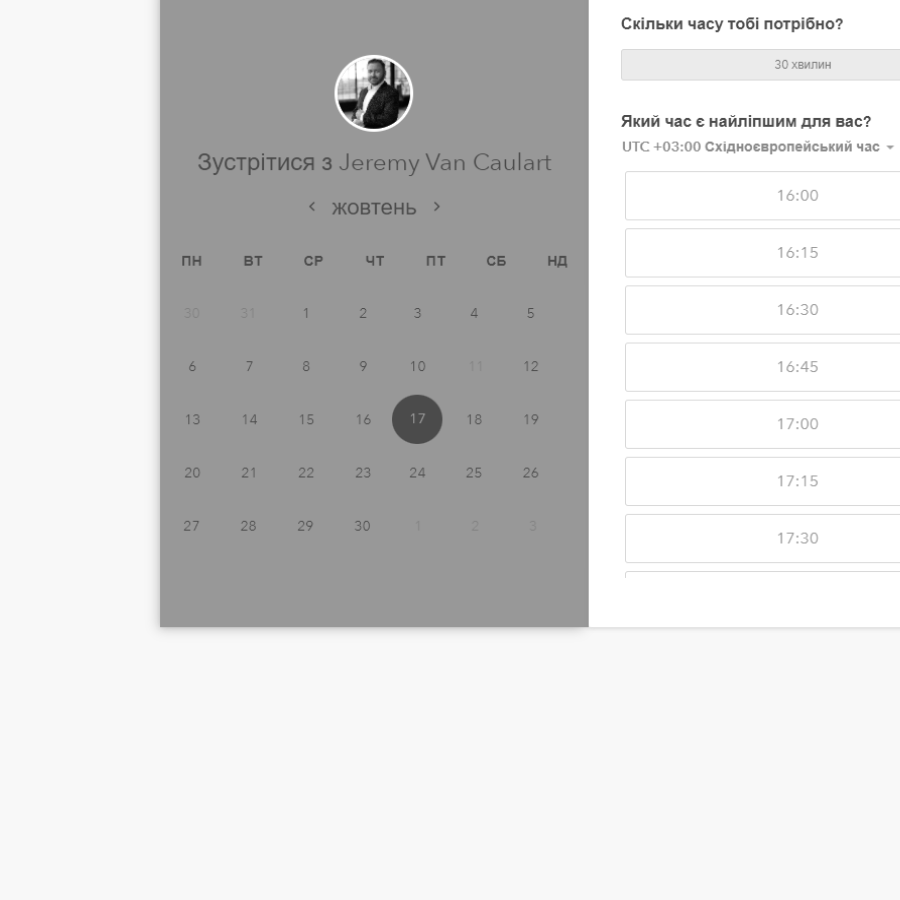 Зустрітися з Jeremy Van Caulart
жовтень
ПН ВТ СР ЧТ ПТ СБ НД
30 31 1 2 3 4 5
6 7 8 9 10 11 12
13 14 15 16 17 18 19
20 21 22 23 24 25 26
27 28 29 30 1 2 3
Скільки часу тобі потрібно?
30 хвилин
Який час є найліпшим для вас?
UTC +03:00 Східноєвропейський час
16:00
16:15
16:30
16:45
17:00
17:15
17:30